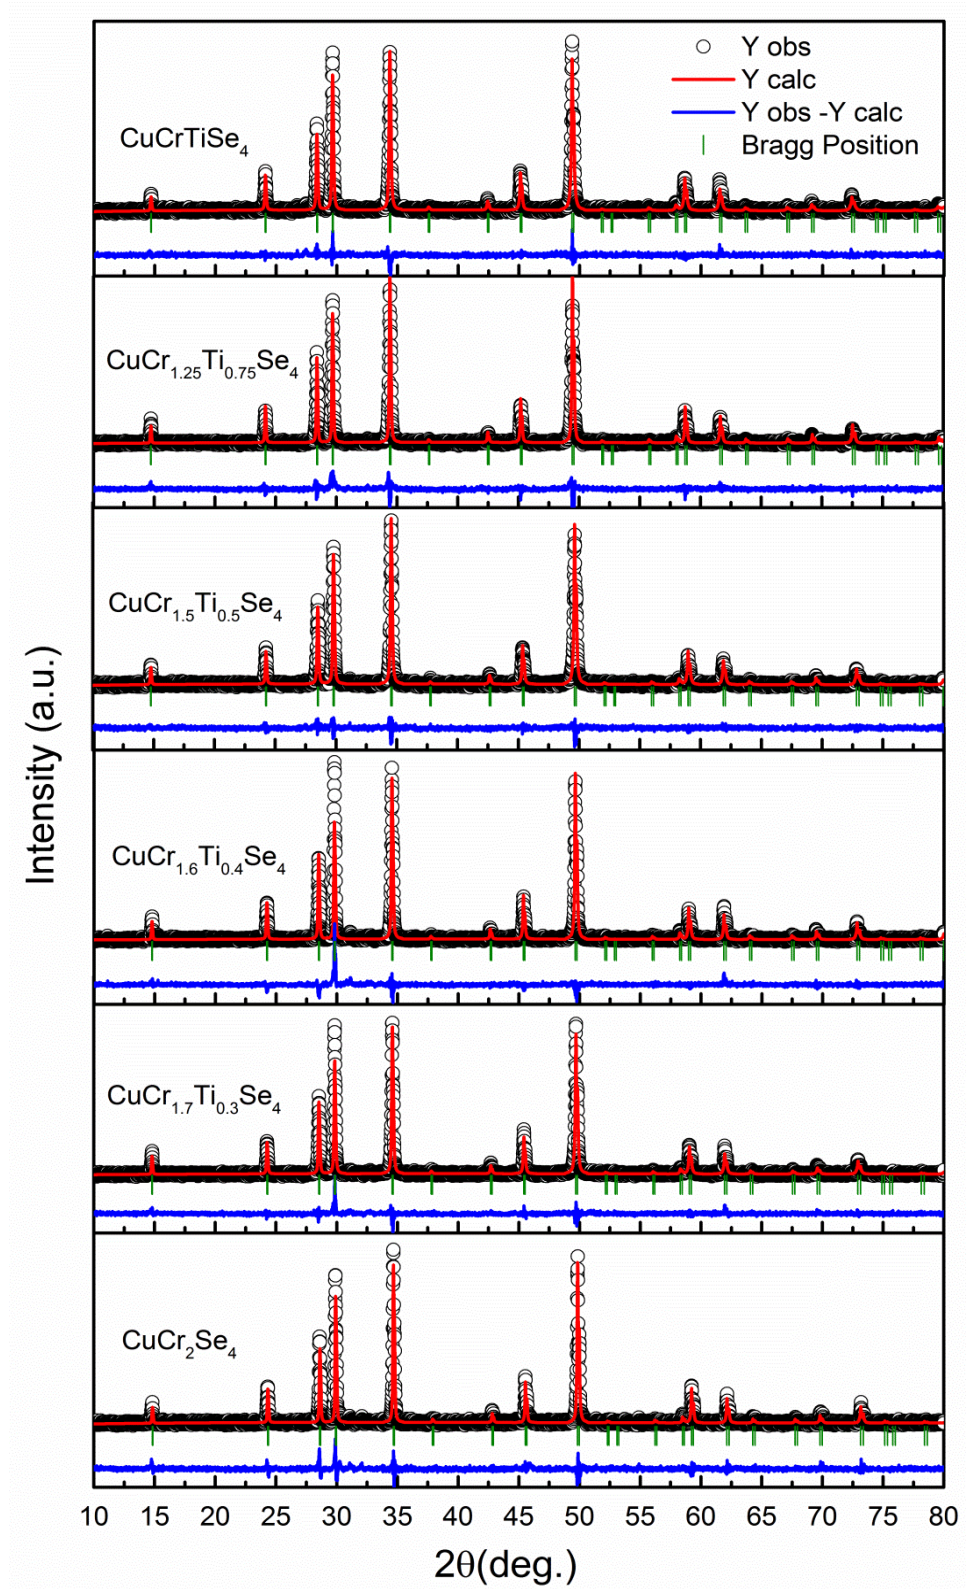 Y obs
Y calc
Y obs -Y calc
Bragg Position
CuCrTiSe₄
CuCr₁.₂₅Ti₀.₇₅Se₄
CuCr₁.₅Ti₀.₅Se₄
CuCr₁.₆Ti₀.₄Se₄
CuCr₁.₇Ti₀.₃Se₄
CuCr₂Se₄
Intensity (a.u.)
10 15 20 25 30 35 40 45 50 55 60 65 70 75 80
2θ(deg.)